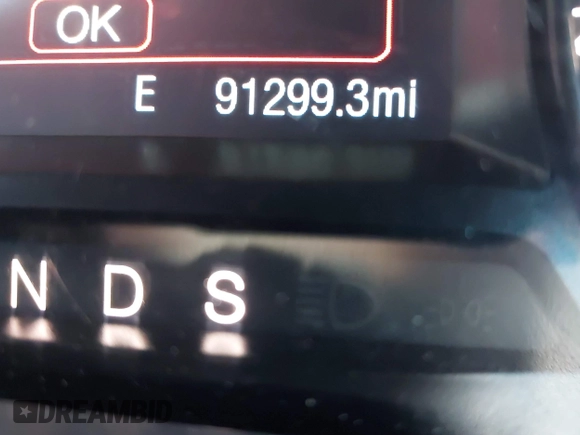 OK
E 91299.3mi
N D S
DREAMBID